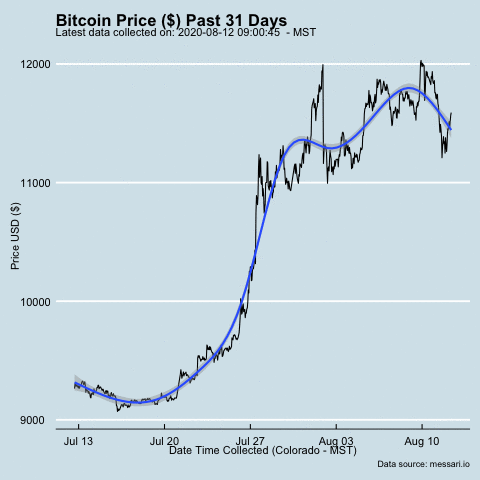 Bitcoin Price ($) Past 31 Days
Latest data collected on: 2020-08-12 09:00:45 - MST
12000
11000
10000
9000
Price USD ($)
Jul 13 Jul 20 Jul 27 Aug 03 Aug 10
Date Time Collected (Colorado - MST)
Data source: messari.io